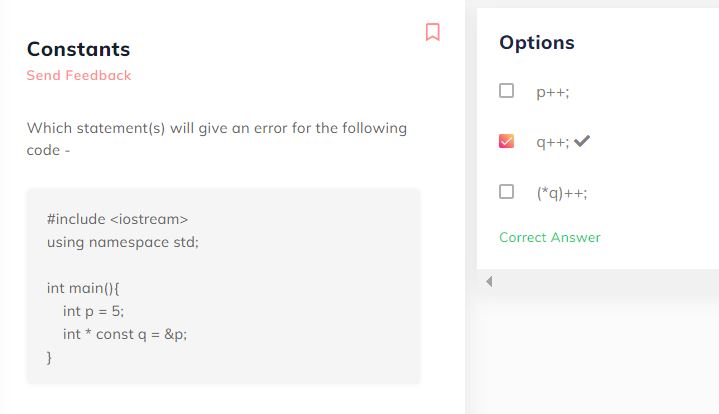 Constants
Send Feedback
Which statement(s) will give an error for the following
code -
#include <iostream>
using namespace std;
int main(){
int p = 5;
int * const q = &p;
}
Options
p++;
q++;
(*q)++;
Correct Answer